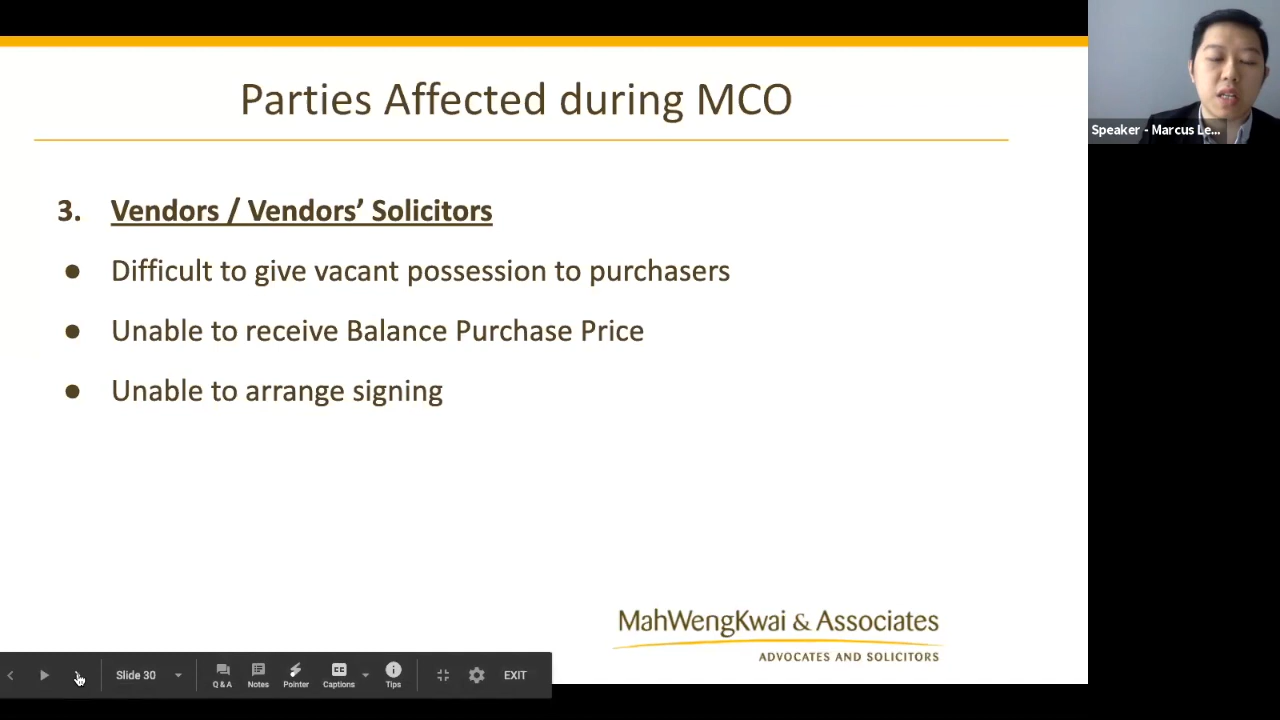 Parties Affected during MCO
Speaker - Marcus Le...
3. Vendors / Vendors’ Solicitors
● Difficult to give vacant possession to purchasers
● Unable to receive Balance Purchase Price
● Unable to arrange signing
MahWengKwai & Associates
ADVOCATES AND SOLICITORS
Slide 30
Q & A
Notes
Pointer
CC
Captions
Tips
EXIT